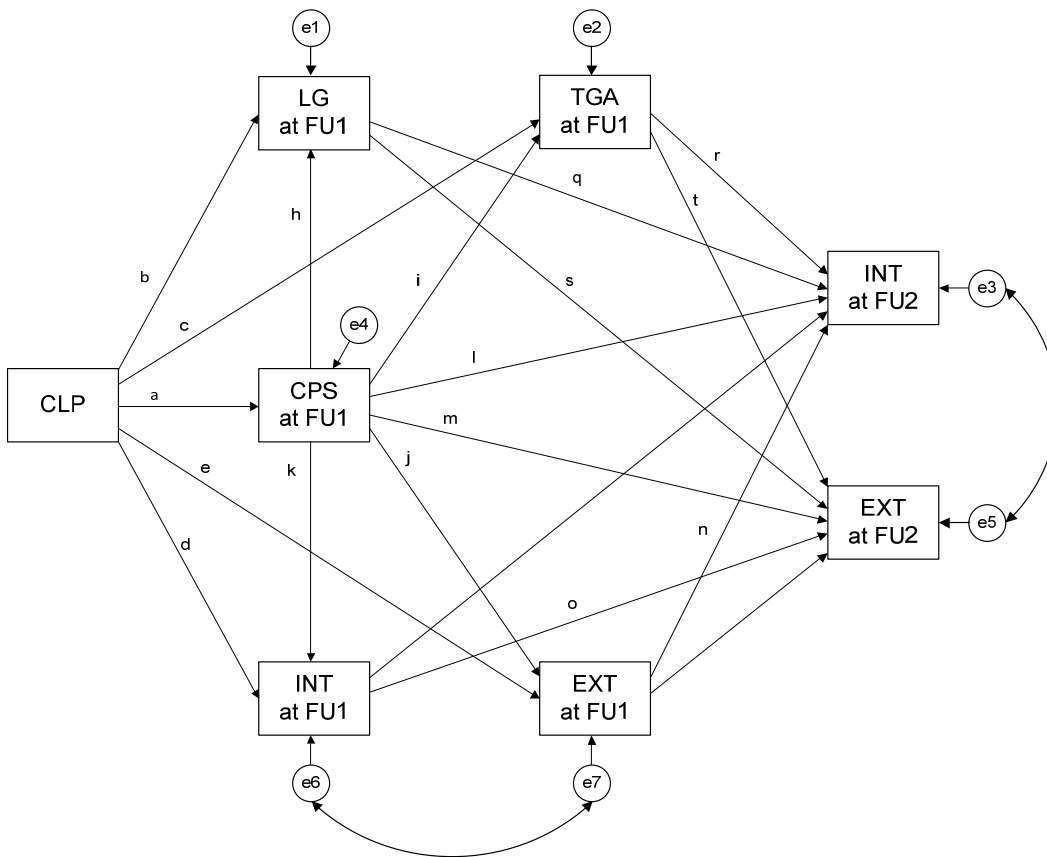 e1
e2
LG
at FU1
TGA
at FU1
r
q
t
h
b
i
s
INT
at FU2
e3
c
e4
l
CLP
a
CPS
at FU1
m
e
k
j
n
EXT
at FU2
e5
d
o
INT
at FU1
EXT
at FU1
e6
e7